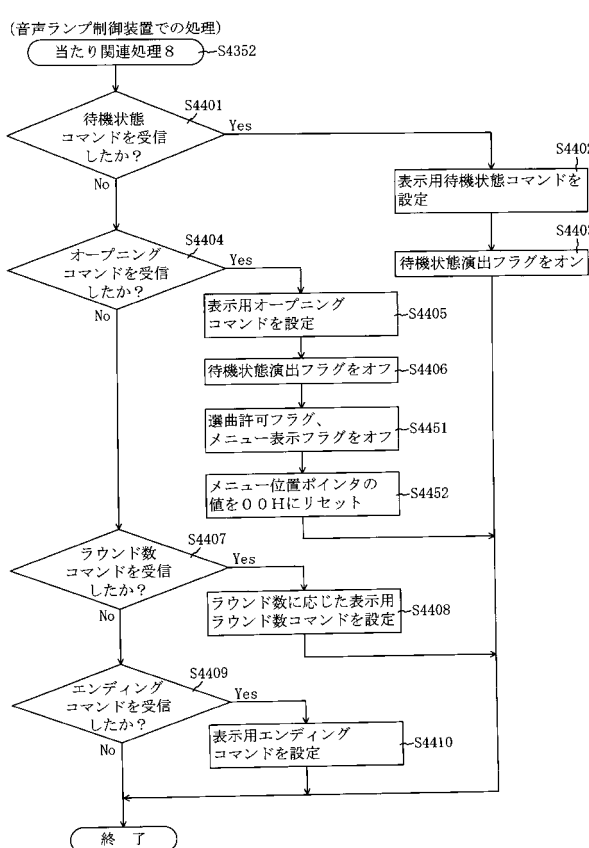 (音声ランプ制御装置での処理)
当たり関連処理8
S4352
S4401
待機状態
コマンドを受信
したか?
Yes
No
S4402
表示用待機状態コマンドを
設定
S4403
待機状態演出フラグをオン
S4404
オープニング
コマンドを受信
したか?
Yes
No
表示用オープニング
コマンドを設定
S4405
待機状態演出フラグをオフ
S4406
選曲許可フラグ、
メニュー表示フラグをオフ
S4451
メニュー位置ポインタの
値を00Hにリセット
S4452
S4407
ラウンド数
コマンドを受信
したか?
Yes
No
ラウンド数に応じた表示用
ラウンド数コマンドを設定
S4408
S4409
エンディング
コマンドを受信
したか?
Yes
No
表示用エンディング
コマンドを設定
S4410
終 了